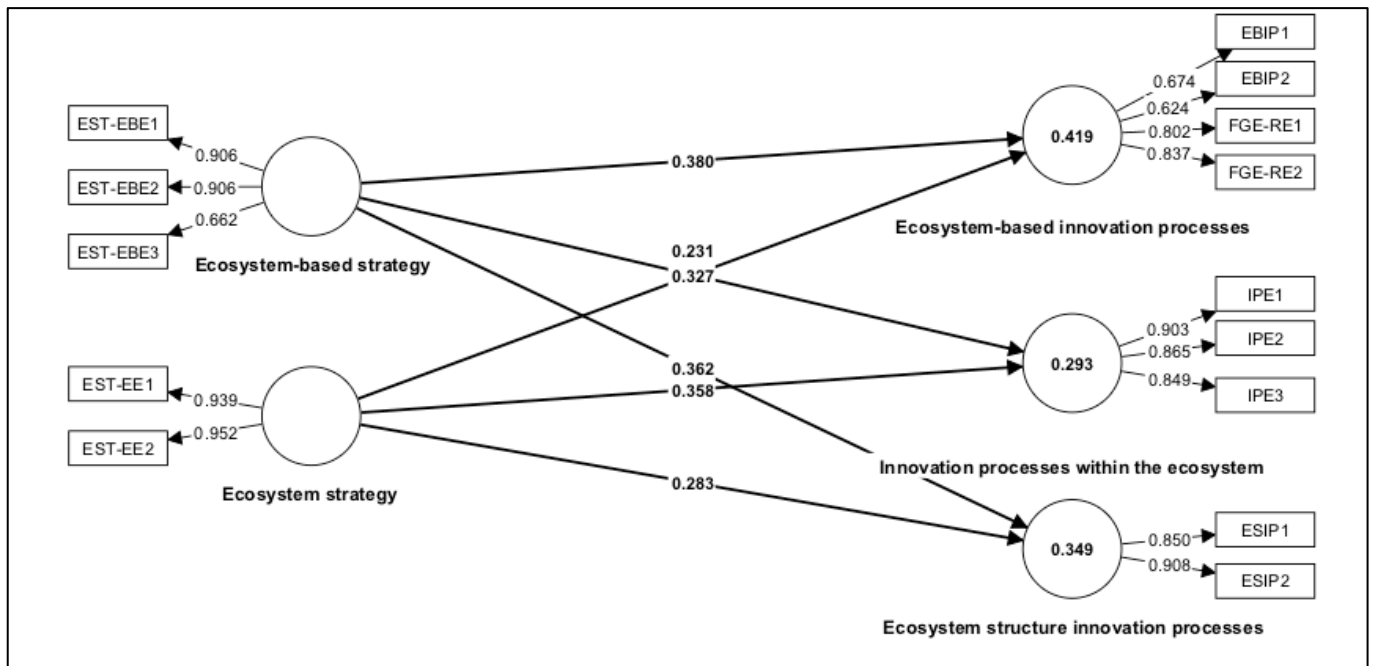 EBIP1
0.674
EBIP2
EST-EBE1
0.624
FGE-RE1
0.906
0.419
0.802
0.380
0.837
EST-EBE2
0.906
FGE-RE2
0.662
EST-EBE3
Ecosystem-based innovation processes
Ecosystem-based strategy
0.231
0.327
IPE1
0.903
IPE2
0.865
0.362
0.293
0.849
EST-EE1
0.358
IPE3
0.939
EST-EE2
0.952
Innovation processes within the ecosystem
0.283
Ecosystem strategy
ESIP1
0.850
0.349
0.908
ESIP2
Ecosystem structure innovation processes